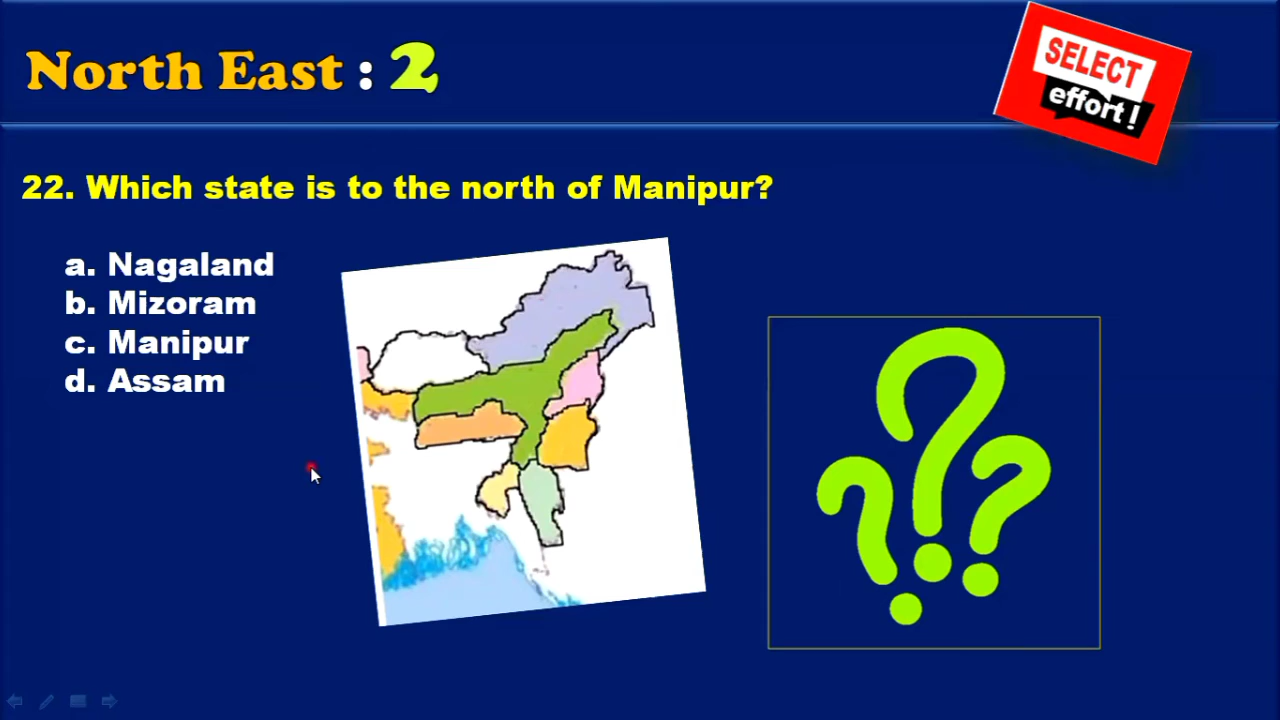 North East : 2
SELECT
effort!
22. Which state is to the north of Manipur?
a. Nagaland
b. Mizoram
c. Manipur
d. Assam